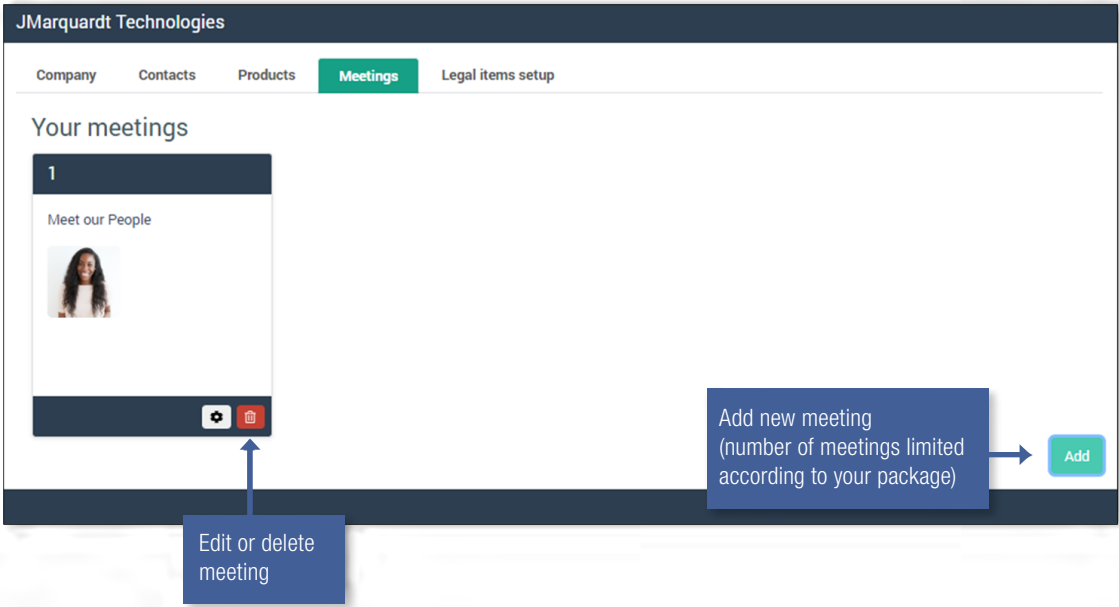 JMarquardt Technologies
Company Contacts Products Meetings Legal items setup
Your meetings
1
Meet our People
Add new meeting
(number of meetings limited
according to your package)
Add
Edit or delete
meeting